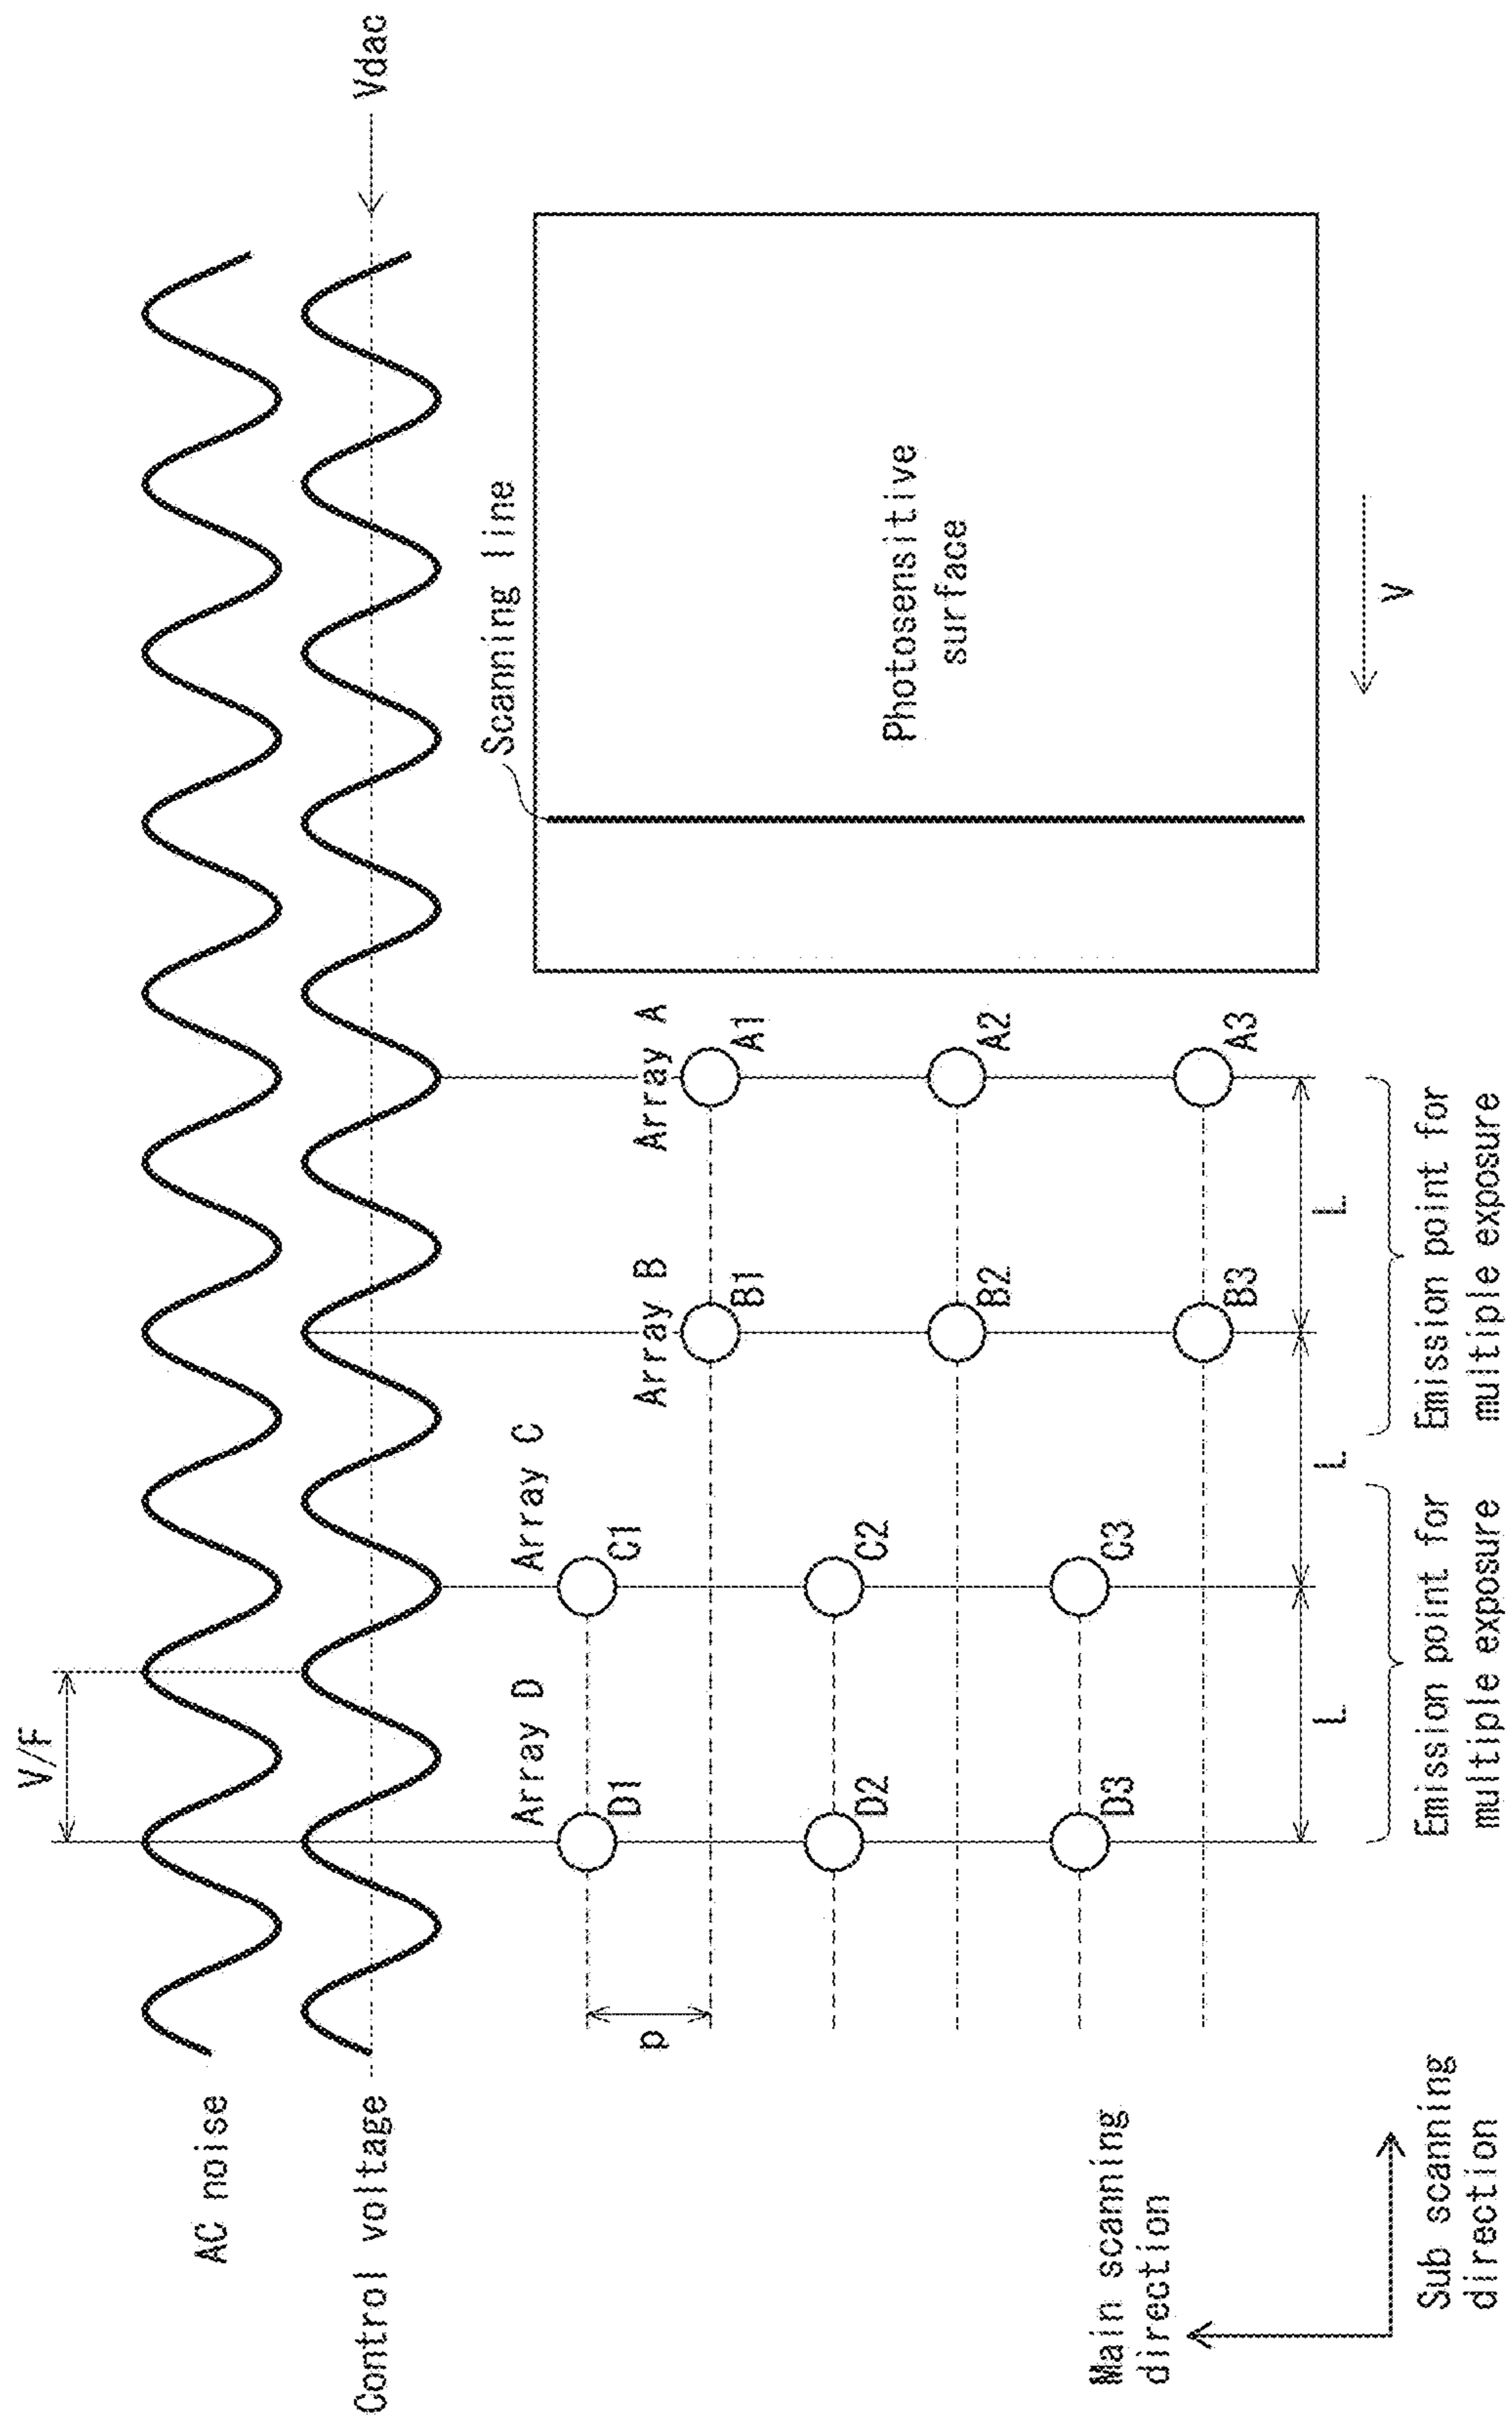 V/F
AC noise
Control voltage
Vdac
Scanning line
Photosensitive
surface
V
Array D
Array C
Array B
Array A
D1
C1
B1
A1
D2
C2
B2
A2
D3
C3
B3
A3
p
L
L
L
Emission point for
multiple exposure
Emission point for
multiple exposure
Main scanning
direction
Sub scanning
direction